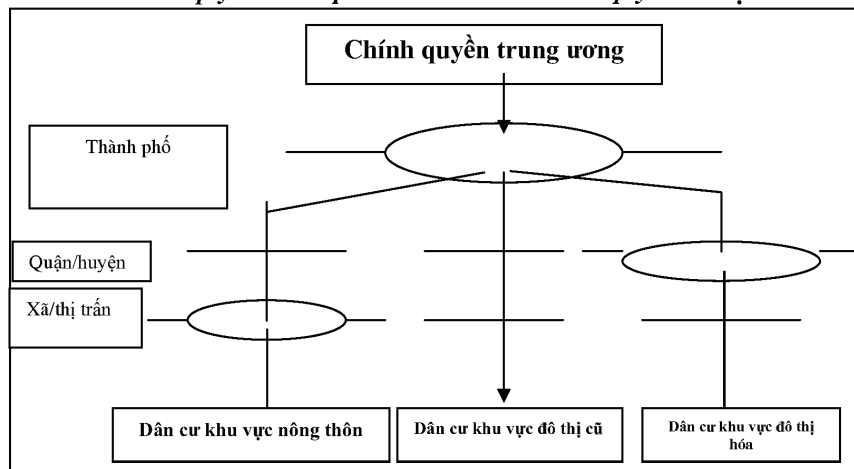 Chính quyền trung ương
Thành phố
Quận/huyện
Xã/thị trấn
Dân cư khu vực nông thôn
Dân cư khu vực đô thị cũ
Dân cư khu vực đô thị
hóa